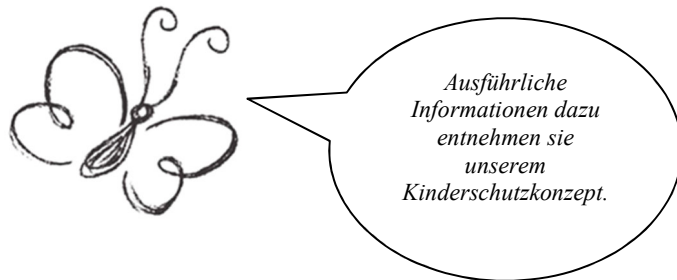 Ausführliche
Informationen dazu
entnehmen sie
unserem
Kinderschutzkonzept.